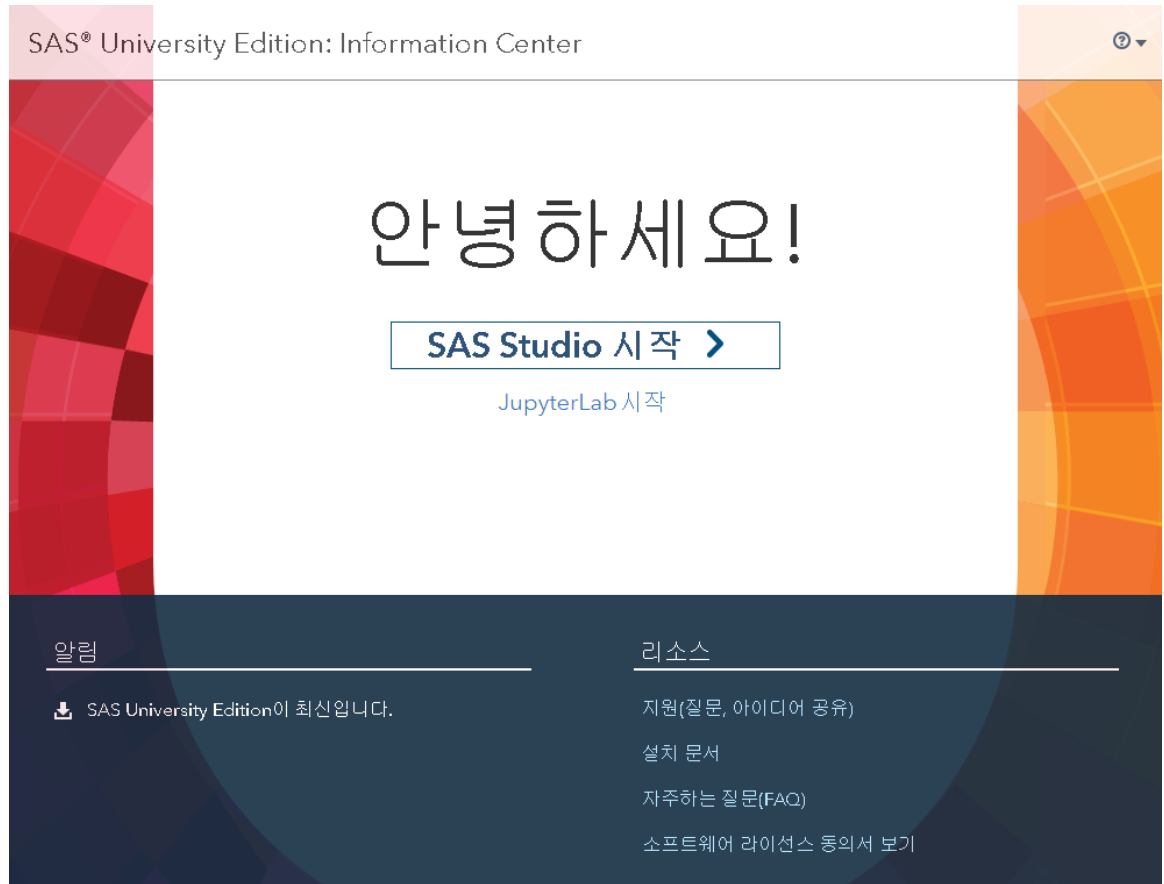 SAS® University Edition: Information Center
안녕하세요!
SAS Studio 시작
JupyterLab 시작
알림
SAS University Edition이 최신입니다.
리소스
지원(질문, 아이디어 공유)
설치 문서
자주하는 질문(FAQ)
소프트웨어 라이선스 동의서 보기